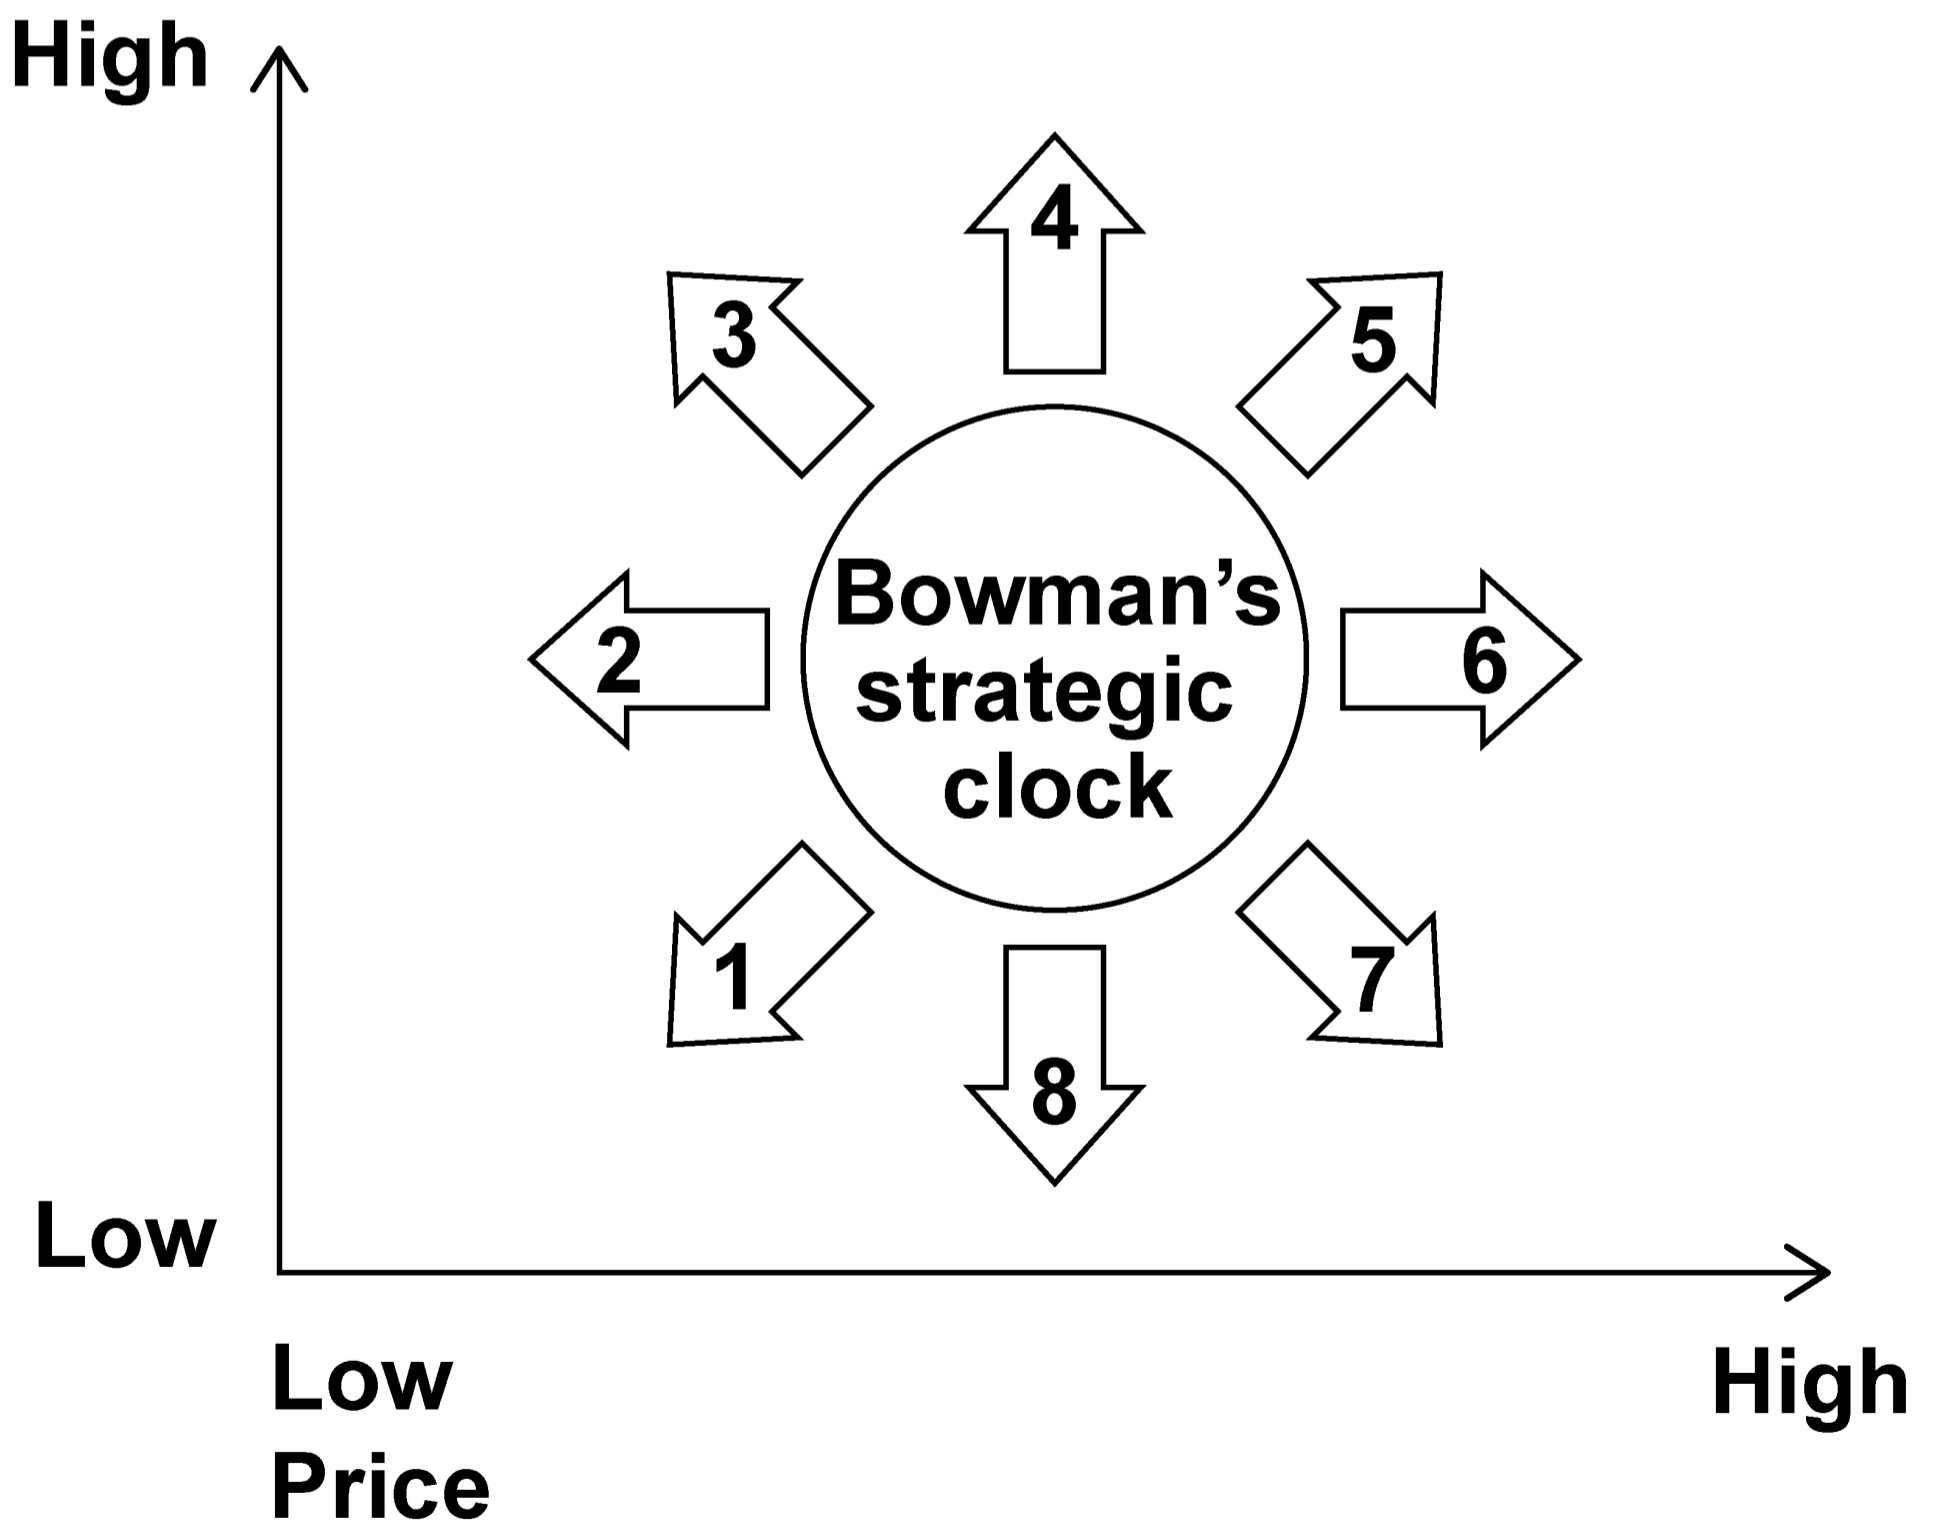 High
4
3
5
Bowman’s
strategic
clock
2
6
1
7
8
Low
Low
High
Price